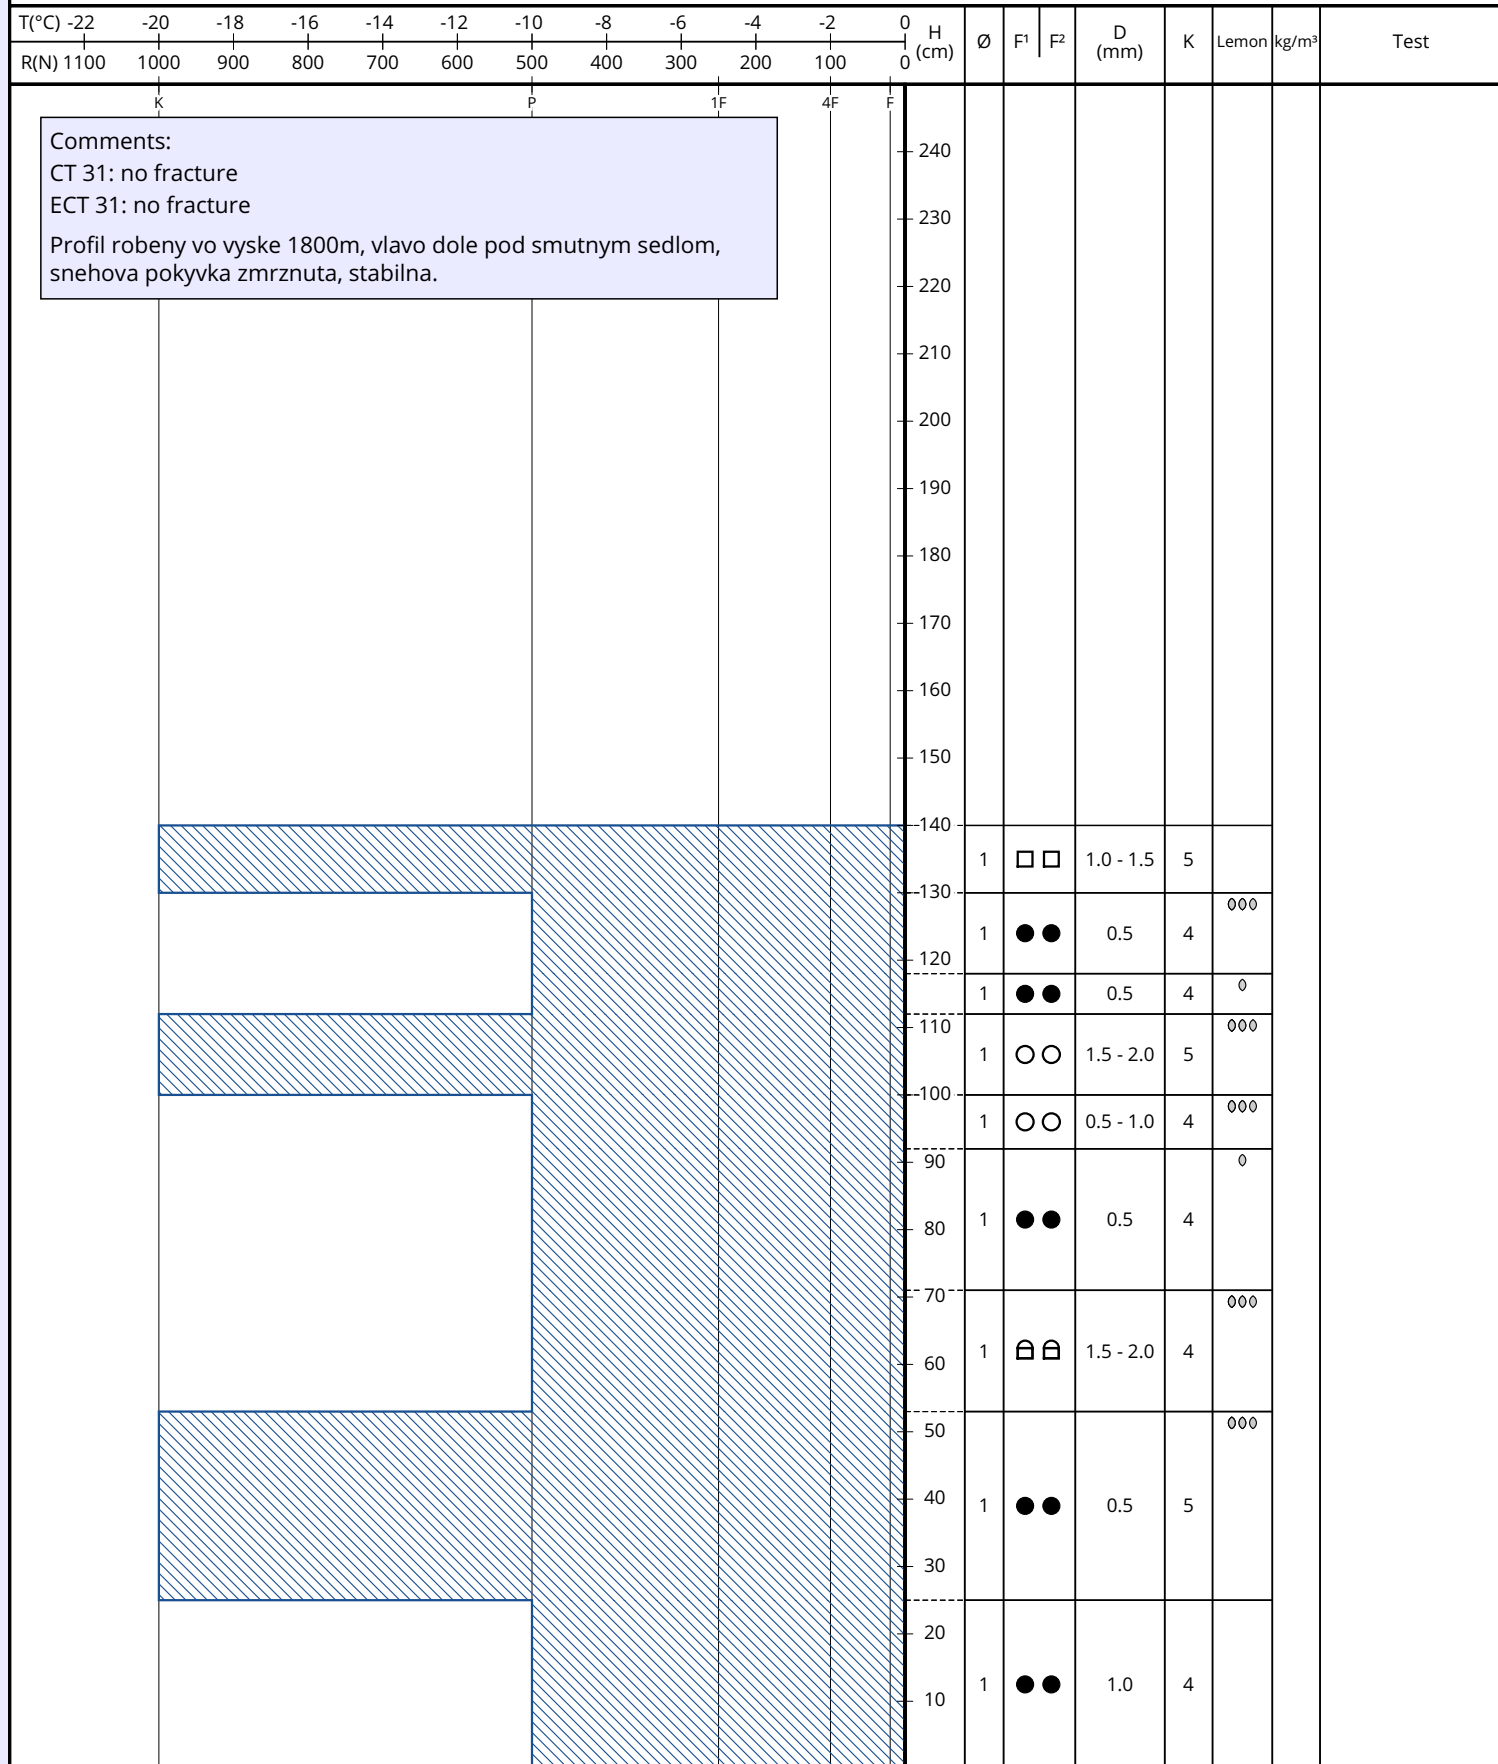 T(°C) -22 -20 -18 -16 -14 -12 -10 -8 -6 -4 -2 0
R(N) 1100 1000 900 800 700 600 500 400 300 200 100 0
H (cm) Ø F¹ F² D (mm) K Lemon kg/m³ Test
K P 1F 4F F
Comments:
CT 31: no fracture
ECT 31: no fracture
Profil robeny vo vyske 1800m, vlavo dole pod smutnym sedlom,
snehova pokyvka zmrznuta, stabilna.
240
230
220
210
200
190
180
170
160
150
140
1 1.0 - 1.5 5
130
1 0.5 4
120
1 0.5 4
110
1 1.5 - 2.0 5
100
1 0.5 - 1.0 4
90
1 0.5 4
80
70
1 1.5 - 2.0 4
60
50
40
1 0.5 5
30
20
1 1.0 4
10